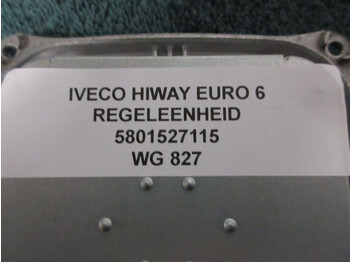 IVECO HIWAY EURO 6
REGELEENHEID
5801527115
WG 827